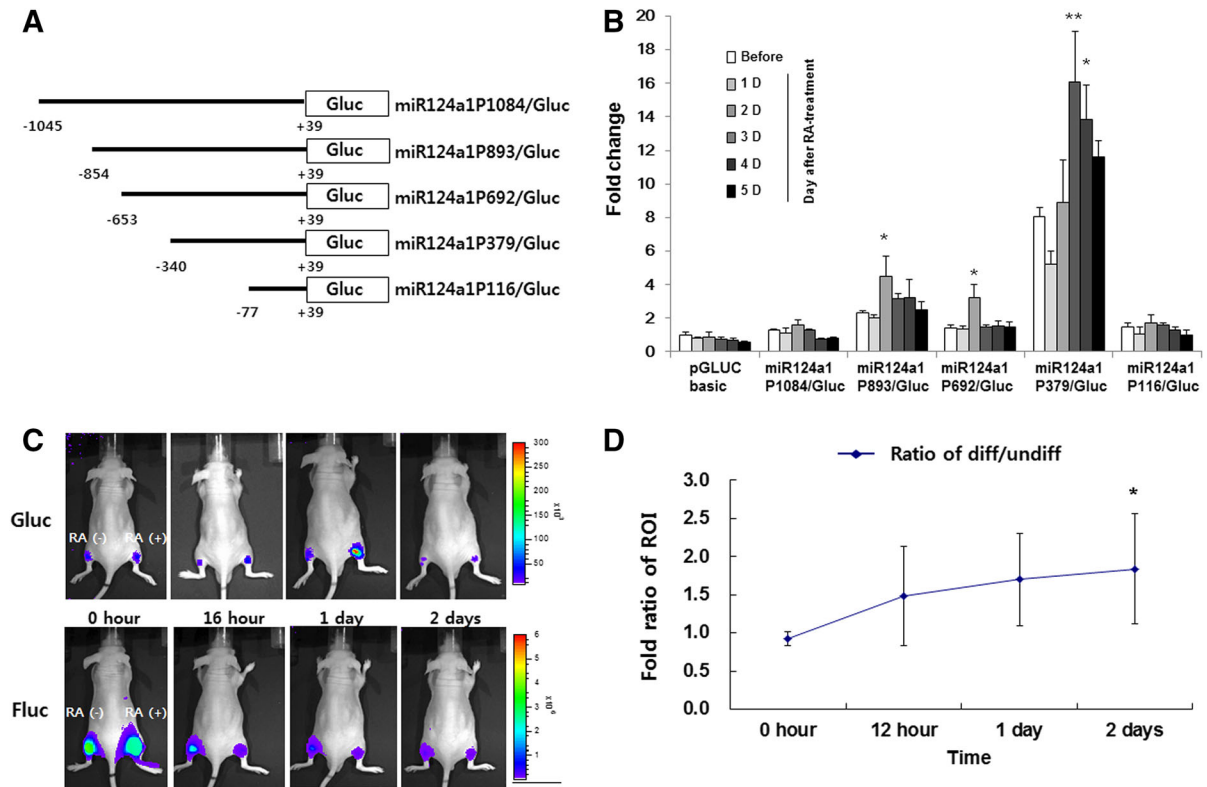 A
Gluc
miR124a1P1084/Gluc
-1045
+39
Gluc
miR124a1P893/Gluc
-854
+39
Gluc
miR124a1P692/Gluc
-653
+39
Gluc
miR124a1P379/Gluc
-340
+39
Gluc
miR124a1P116/Gluc
-77
+39
B
Fold change
20
18
16
14
12
10
8
6
4
2
0
Before
1 D
2 D
3 D
4 D
5 D
Day after RA-treatment
*
*
**
*
pGLUC
basic
miR124a1
P1084/Gluc
miR124a1
P893/Gluc
miR124a1
P692/Gluc
miR124a1
P379/Gluc
miR124a1
P116/Gluc
C
Gluc
RA (-)
RA (+)
300
250
200
150
100
50
0 hour
16 hour
1 day
2 days
Fluc
RA (-)
RA (+)
6
5
4
3
2
1
D
Ratio of diff/undiff
Fold ratio of ROI
3.0
2.5
2.0
1.5
1.0
0.5
0.0
*
0 hour
12 hour
1 day
2 days
Time